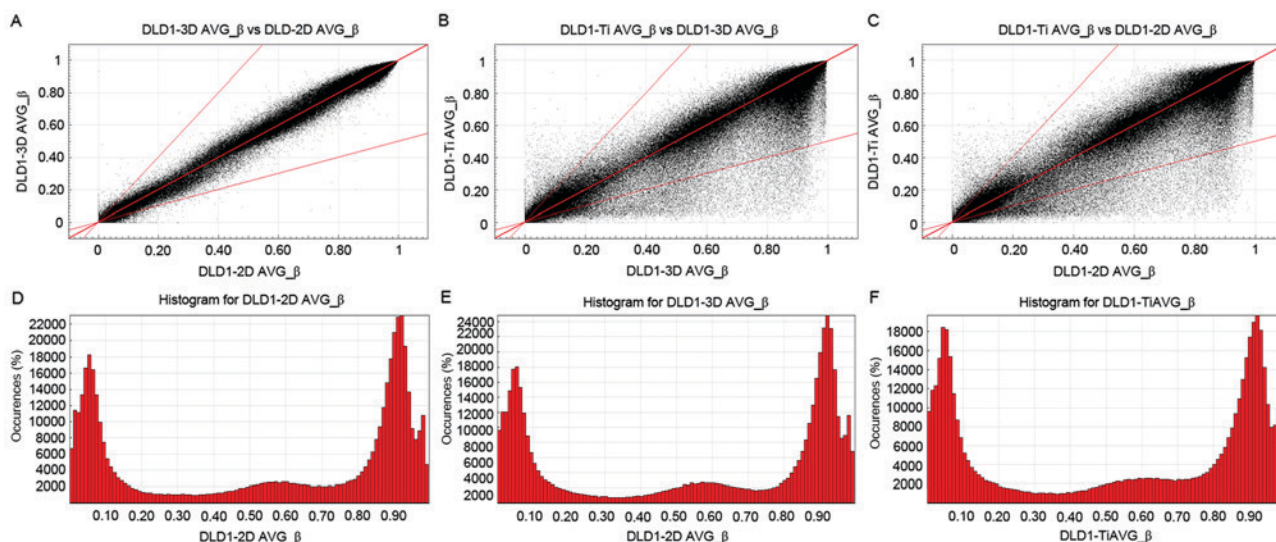 A
DLD1-3D AVG_β vs DLD-2D AVG_β
DLD1-3D AVG_β
1
0.80
0.60
0.40
0.20
0
0 0.20 0.40 0.60 0.80 1
DLD1-2D AVG_β
B
DLD1-Ti AVG_β vs DLD1-3D AVG_β
DLD1-Ti AVG_β
1
0.80
0.60
0.40
0.20
0
0 0.20 0.40 0.60 0.80 1
DLD1-3D AVG_β
C
DLD1-Ti AVG_β vs DLD1-2D AVG_β
DLD1-Ti AVG_β
1
0.80
0.60
0.40
0.20
0
0 0.20 0.40 0.60 0.80 1
DLD1-2D AVG_β
D
Histogram for DLD1-2D AVG_β
Occurences (%)
22000
20000
18000
16000
14000
12000
10000
8000
6000
4000
2000
0.10 0.20 0.30 0.40 0.50 0.60 0.70 0.80 0.90
DLD1-2D AVG_β
E
Histogram for DLD1-3D AVG_β
Occurences (%)
24000
22000
20000
18000
16000
14000
12000
10000
8000
6000
4000
2000
0.10 0.20 0.30 0.40 0.50 0.60 0.70 0.80 0.90
DLD1-2D AVG_β
F
Histogram for DLD1-TiAVG_β
Occurences (%)
18000
16000
14000
12000
10000
8000
6000
4000
2000
0.10 0.20 0.30 0.40 0.50 0.60 0.70 0.80 0.90
DLD1-TiAVG_β